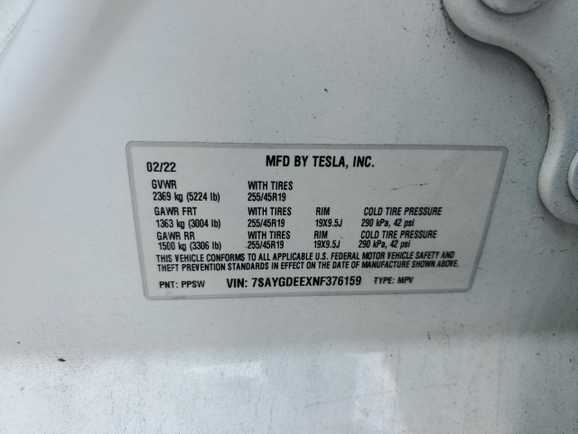 02/22 MFD BY TESLA, INC.
GVWR WITH TIRES
2369 kg (5224 lb) 255/45R19
GAWR FRT WITH TIRES RIM COLD TIRE PRESSURE
1363 kg (3004 lb) 255/45R19 19X9.5J 290 kPa, 42 psi
GAWR RR WITH TIRES RIM COLD TIRE PRESSURE
1500 kg (3306 lb) 255/45R19 19X9.5J 290 kPa, 42 psi
THIS VEHICLE CONFORMS TO ALL APPLICABLE U.S. FEDERAL MOTOR VEHICLE SAFETY AND
THEFT PREVENTION STANDARDS IN EFFECT ON THE DATE OF MANUFACTURE SHOWN ABOVE.
PNT: PPSW VIN: 7SAYGDEEXNF376159 TYPE: MPV